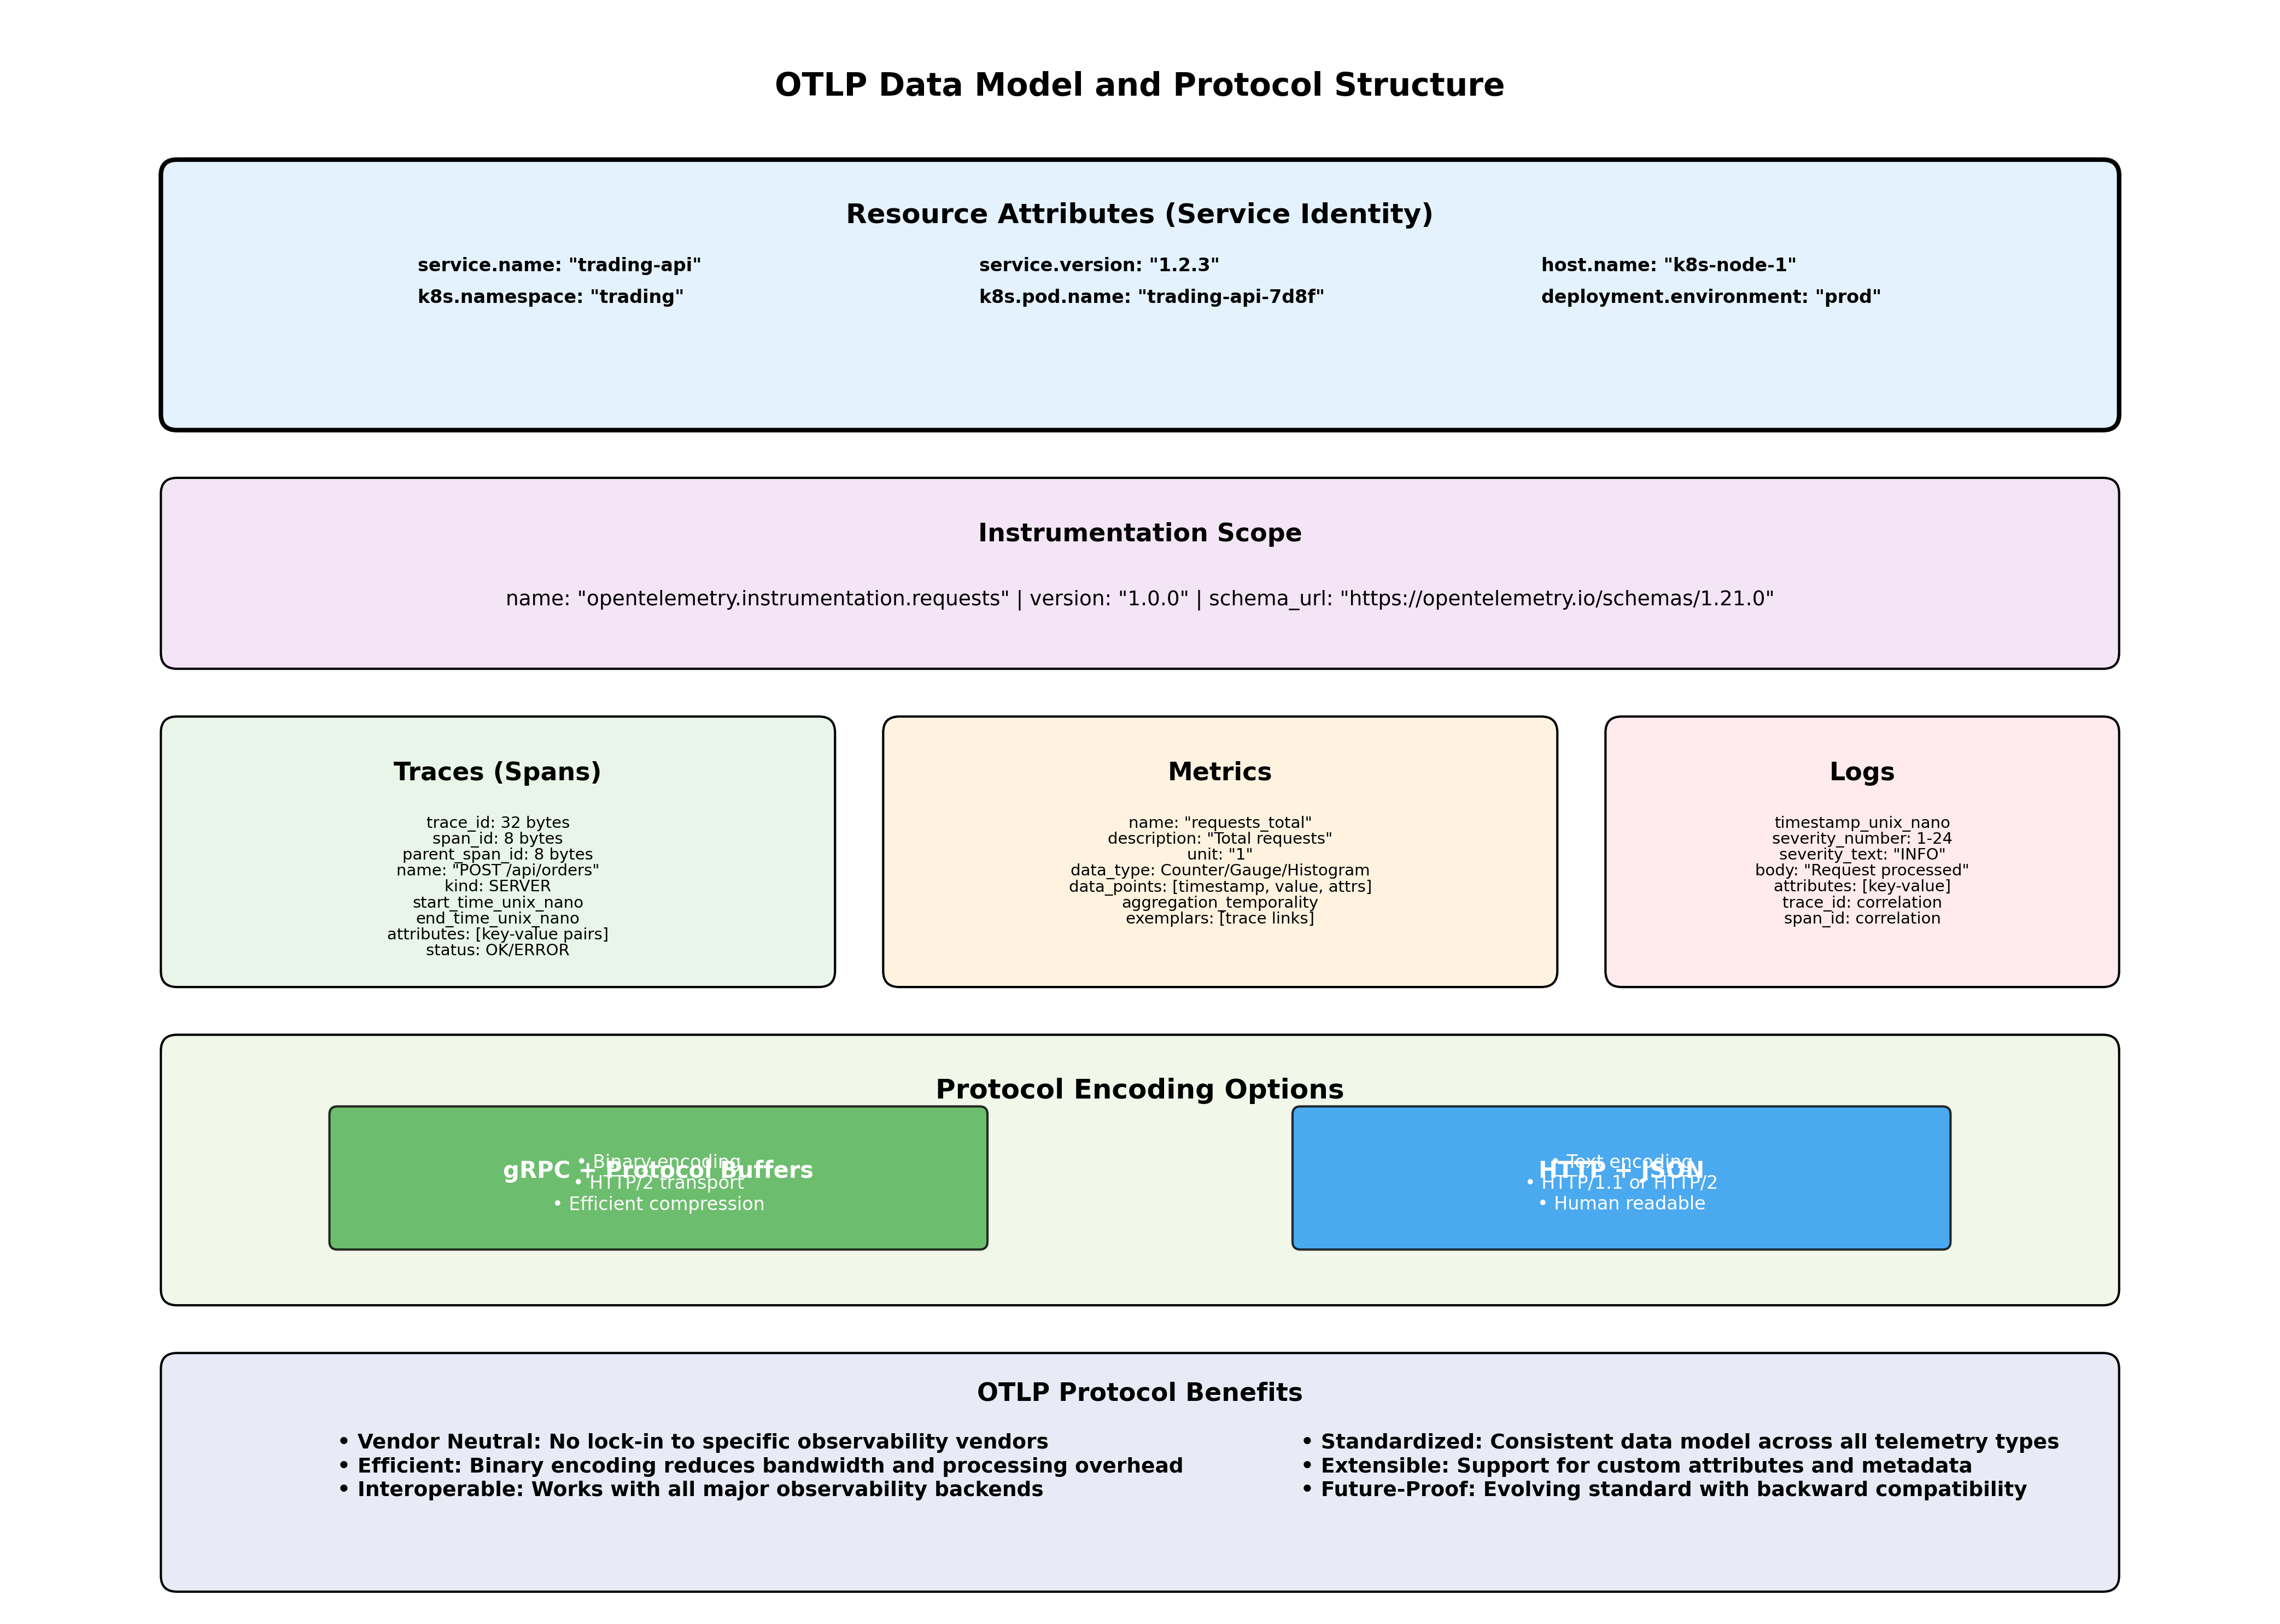 OTLP Data Model and Protocol Structure
Resource Attributes (Service Identity)
service.name: "trading-api"
service.version: "1.2.3"
host.name: "k8s-node-1"
k8s.namespace: "trading"
k8s.pod.name: "trading-api-7d8f"
deployment.environment: "prod"
Instrumentation Scope
name: "opentelemetry.instrumentation.requests" | version: "1.0.0" | schema_url: "https://opentelemetry.io/schemas/1.21.0"
Traces (Spans)
trace_id: 32 bytes
span_id: 8 bytes
parent_span_id: 8 bytes
name: "POST /api/orders"
kind: SERVER
start_time_unix_nano
end_time_unix_nano
attributes: [key-value pairs]
status: OK/ERROR
Metrics
name: "requests_total"
description: "Total requests"
unit: "1"
data_type: Counter/Gauge/Histogram
data_points: [timestamp, value, attrs]
aggregation_temporality
exemplars: [trace links]
Logs
timestamp_unix_nano
severity_number: 1-24
severity_text: "INFO"
body: "Request processed"
attributes: [key-value]
trace_id: correlation
span_id: correlation
Protocol Encoding Options
gRPC + Protocol Buffers
• Binary encoding
• HTTP/2 transport
• Efficient compression
HTTP + JSON
• Text encoding
• HTTP/1.1 or HTTP/2
• Human readable
OTLP Protocol Benefits
• Vendor Neutral: No lock-in to specific observability vendors
• Efficient: Binary encoding reduces bandwidth and processing overhead
• Interoperable: Works with all major observability backends
• Standardized: Consistent data model across all telemetry types
• Extensible: Support for custom attributes and metadata
• Future-Proof: Evolving standard with backward compatibility